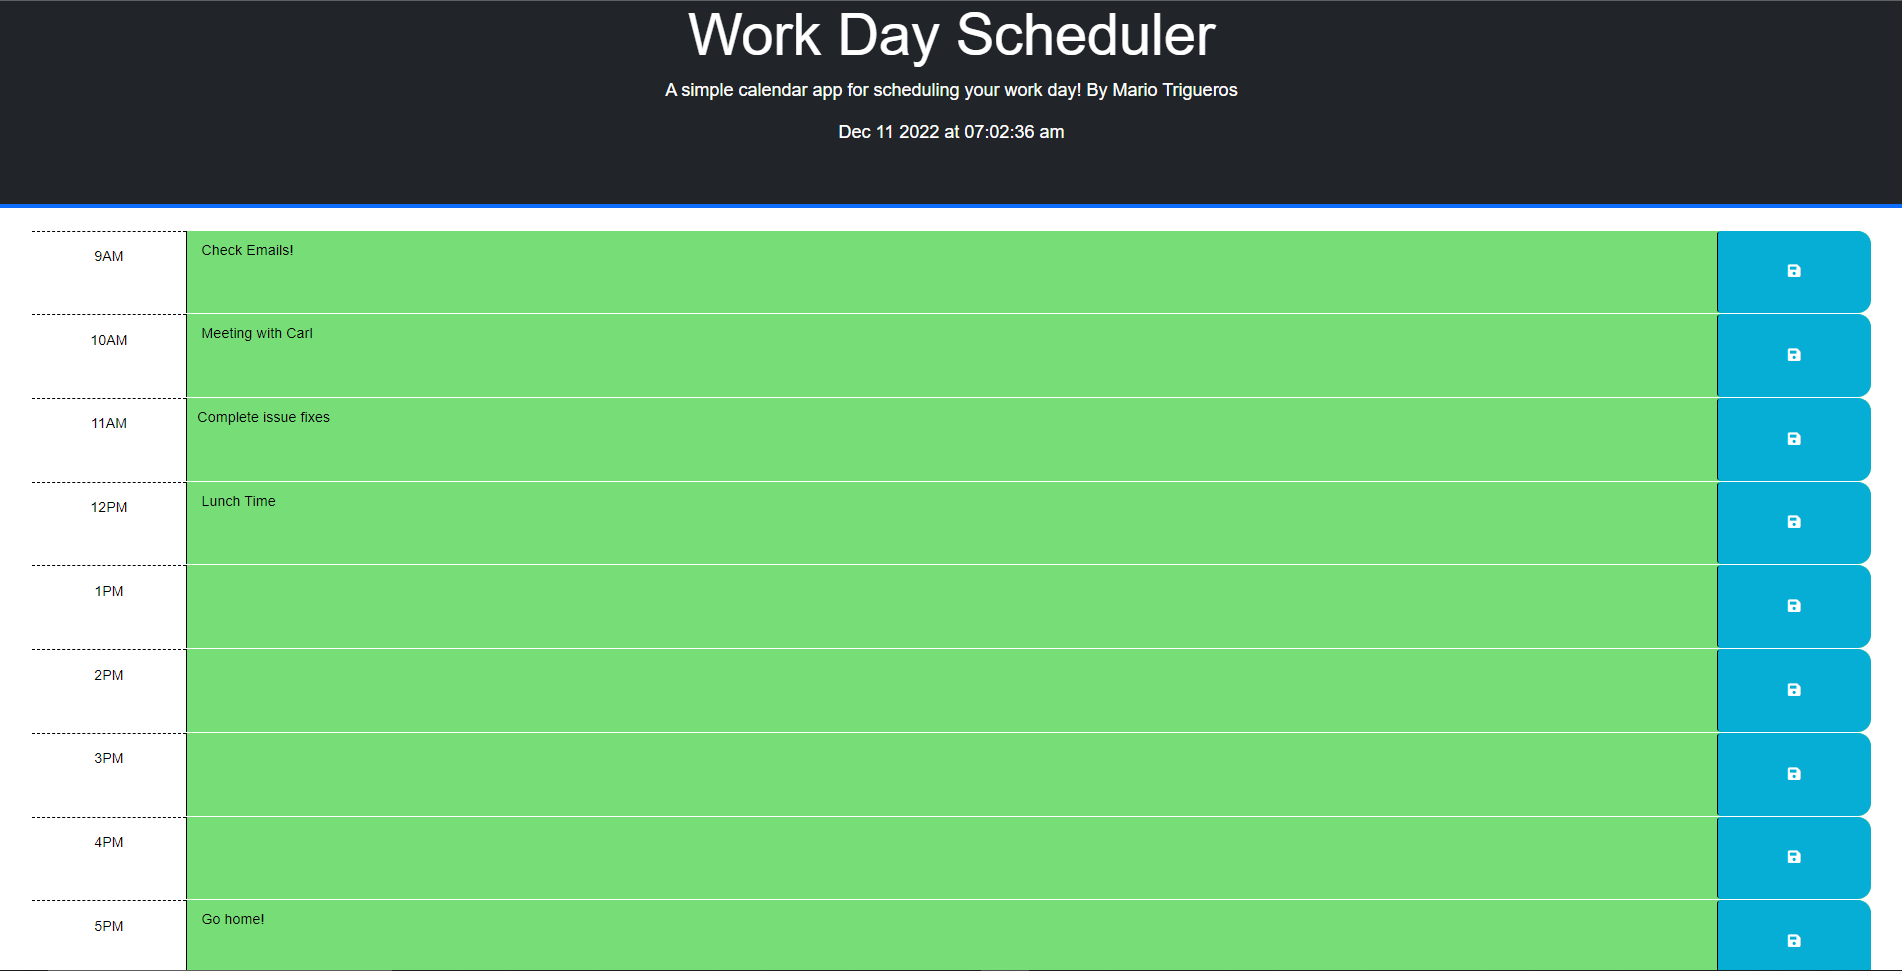 Work Day Scheduler
A simple calendar app for scheduling your work day! By Mario Trigueros
Dec 11 2022 at 07:02:36 am
9AM Check Emails!
10AM Meeting with Carl
11AM Complete issue fixes
12PM Lunch Time
1PM
2PM
3PM
4PM
5PM Go home!